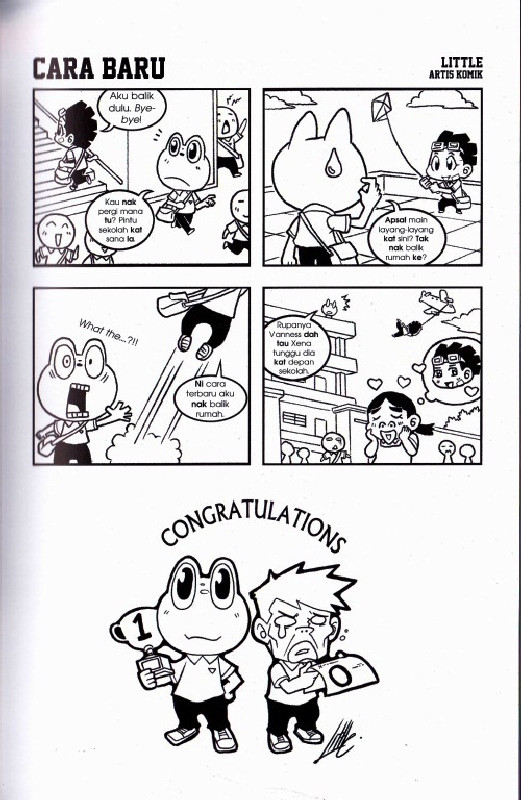 CARA BARU
LITTLE
ARTIS KOMIK
Aku balik
dulu. Bye-
bye!
Kau nak
pergi mana
tu? Pintu
sekolah kat
sana la.
Apsal main
layang-layang
kat sini? Tak
nak balik
rumah ke?
What the...?!!
Ni cara
terbaru aku
nak balik
rumah.
Rupanya
Vanness dah
tau Xena
tunggu dia
kat depan
sekolah.
CONGRATULATIONS
1
0